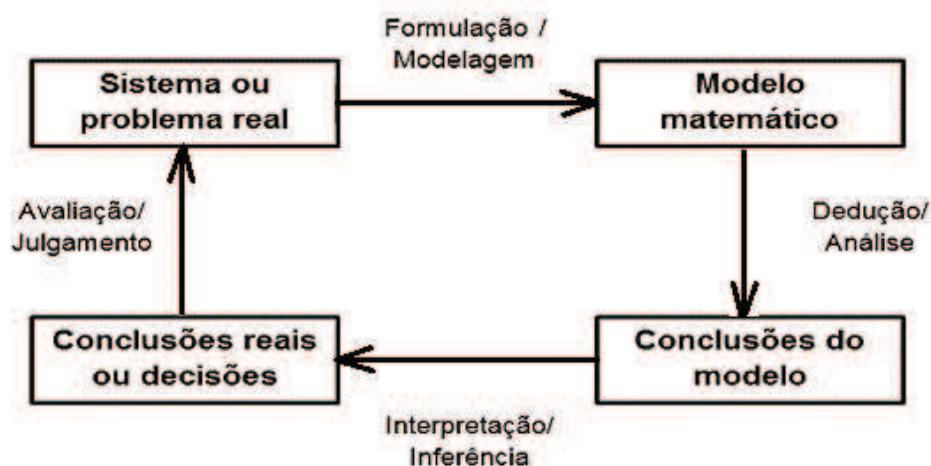 Formulação /
Modelagem
Sistema ou
problema real
Modelo
matemático
Avaliação/
Julgamento
Dedução/
Análise
Conclusões reais
ou decisões
Conclusões do
modelo
Interpretação/
Inferência